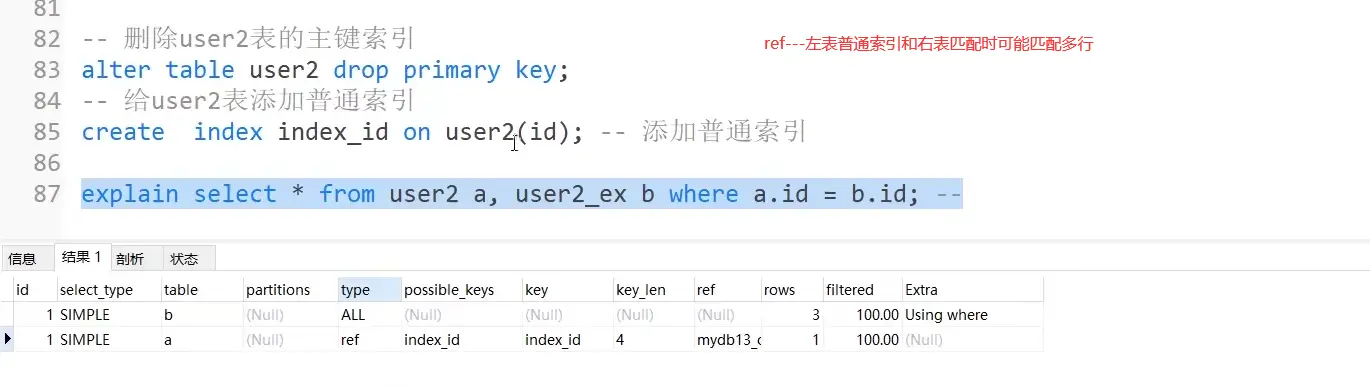 81
82 -- 删除user2表的主键索引
ref---左表普通索引和右表匹配时可能匹配多行
83 alter table user2 drop primary key;
84 -- 给user2表添加普通索引
85 create  index index_id on user2(id); -- 添加普通索引
86
87 explain select * from user2 a, user2_ex b where a.id = b.id; --
信息 结果 1 剖析 状态
id select_type table partitions type possible_keys key key_len ref rows filtered Extra
1 SIMPLE b (Null) ALL (Null) (Null) (Null) (Null) 3 100.00 Using where
1 SIMPLE a (Null) ref index_id index_id 4 mydb13_ 1 100.00 (Null)